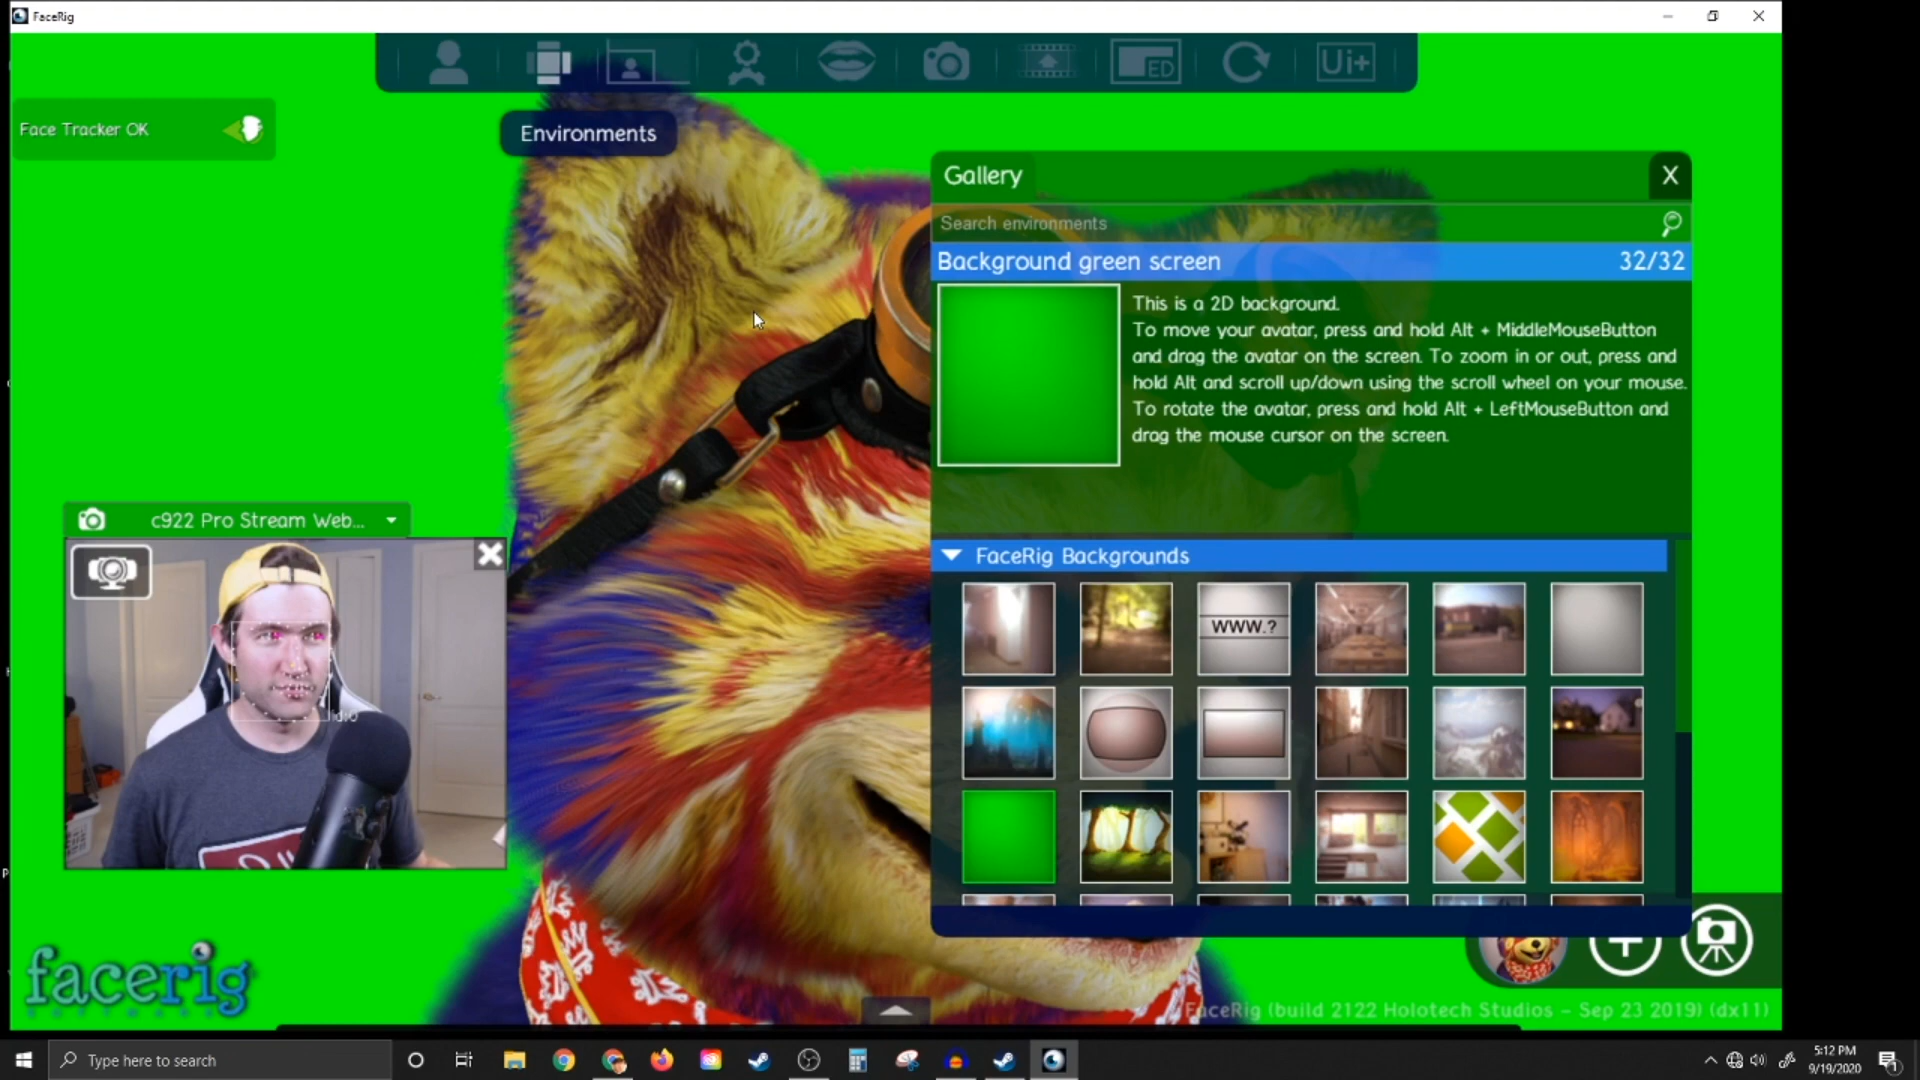 FaceRig
ED
Ui+
Face Tracker OK
Environments
Gallery
X
Search environments
Background green screen
32/32
This is a 2D background.
To move your avatar, press and hold Alt + MiddleMouseButton
and drag the avatar on the screen. To zoom in or out, press and
hold Alt and scroll up/down using the scroll wheel on your mouse.
To rotate the avatar, press and hold Alt + LeftMouseButton and
drag the mouse cursor on the screen.
c922 Pro Stream Web...
FaceRig Backgrounds
WWW.?
facerig
FaceRig (build 2122 Holotech Studios - Sep 23 2019) (dx11)
Type here to search
5:12 PM
9/19/2020
1